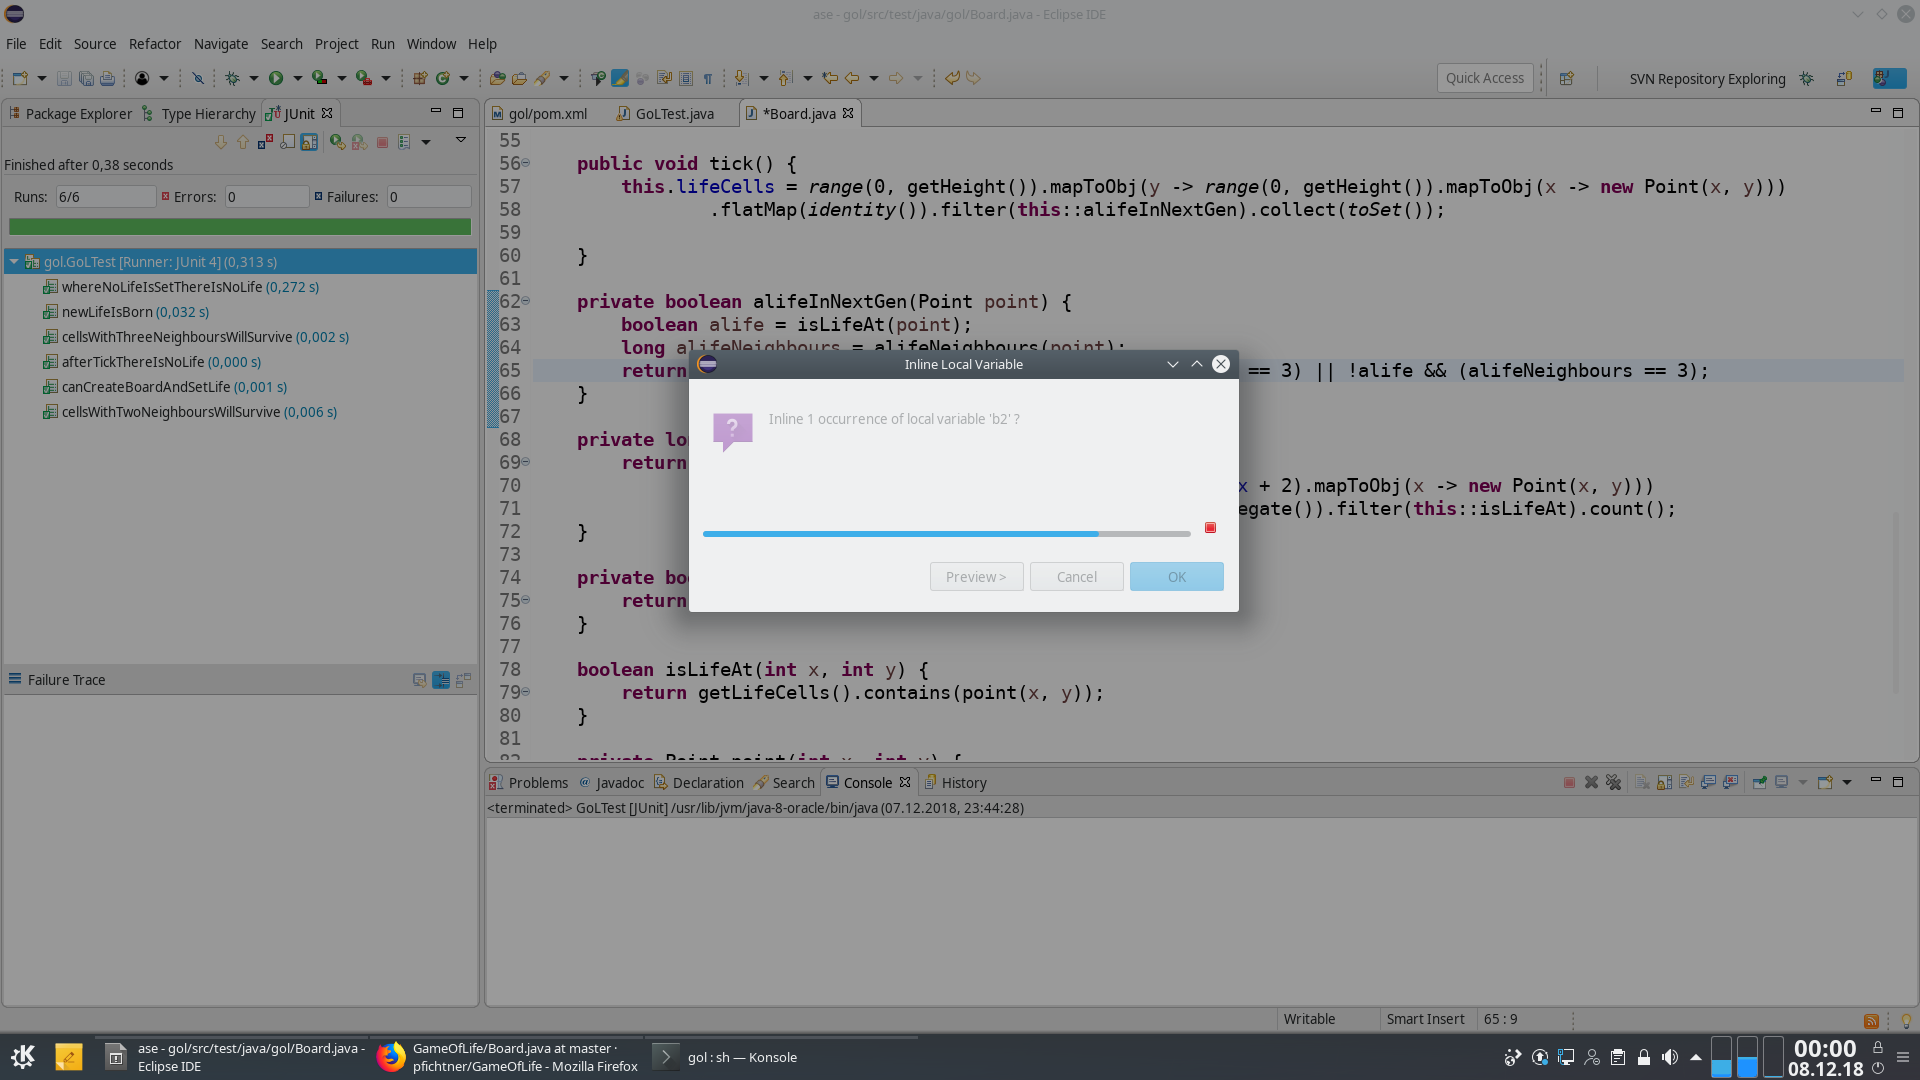 ase - gol/src/test/java/gol/Board.java - Eclipse IDE
File Edit Source Refactor Navigate Search Project Run Window Help
Quick Access
SVN Repository Exploring
Package Explorer
Type Hierarchy
JUnit
Finished after 0,38 seconds
Runs: 6/6
Errors: 0
Failures: 0
gol.GoLTest [Runner: JUnit 4] (0,313 s)
whereNoLifeIsSetThereIsNoLife (0,272 s)
newLifeIsBorn (0,032 s)
cellsWithThreeNeighboursWillSurvive (0,002 s)
afterTickThereIsNoLife (0,000 s)
canCreateBoardAndSetLife (0,001 s)
cellsWithTwoNeighboursWillSurvive (0,006 s)
Failure Trace
gol/pom.xml
GoLTest.java
*Board.java
55
56 public void tick() {
57 this.lifeCells = range(0, getHeight()).mapToObj(y -> range(0, getHeight()).mapToObj(x -> new Point(x, y)))
58 .flatMap(identity()).filter(this::alifeInNextGen).collect(toSet());
59
60 }
61
62 private boolean alifeInNextGen(Point point) {
63 boolean alife = isLifeAt(point);
64 long alifeNeighbours = alifeNeighbours(point);
65 return == 3) || !alife && (alifeNeighbours == 3);
66 }
67
68 private lo
69 return
70 x + 2).mapToObj(x -> new Point(x, y)))
71 egate()).filter(this::isLifeAt).count();
72 }
73
74 private bo
75 return
76 }
77
78 boolean isLifeAt(int x, int y) {
79 return getLifeCells().contains(point(x, y));
80 }
81
82 private Point point(int x, int y) {
Inline Local Variable
Inline 1 occurrence of local variable 'b2' ?
Preview >
Cancel
OK
Problems
Javadoc
Declaration
Search
Console
History
<terminated> GoLTest [JUnit] /usr/lib/jvm/java-8-oracle/bin/java (07.12.2018, 23:44:28)
Writable
Smart Insert
65 : 9
ase - gol/src/test/java/gol/Board.java - Eclipse IDE
GameOfLife/Board.java at master · pfichtner/GameOfLife - Mozilla Firefox
gol : sh — Konsole
00:00
08.12.18